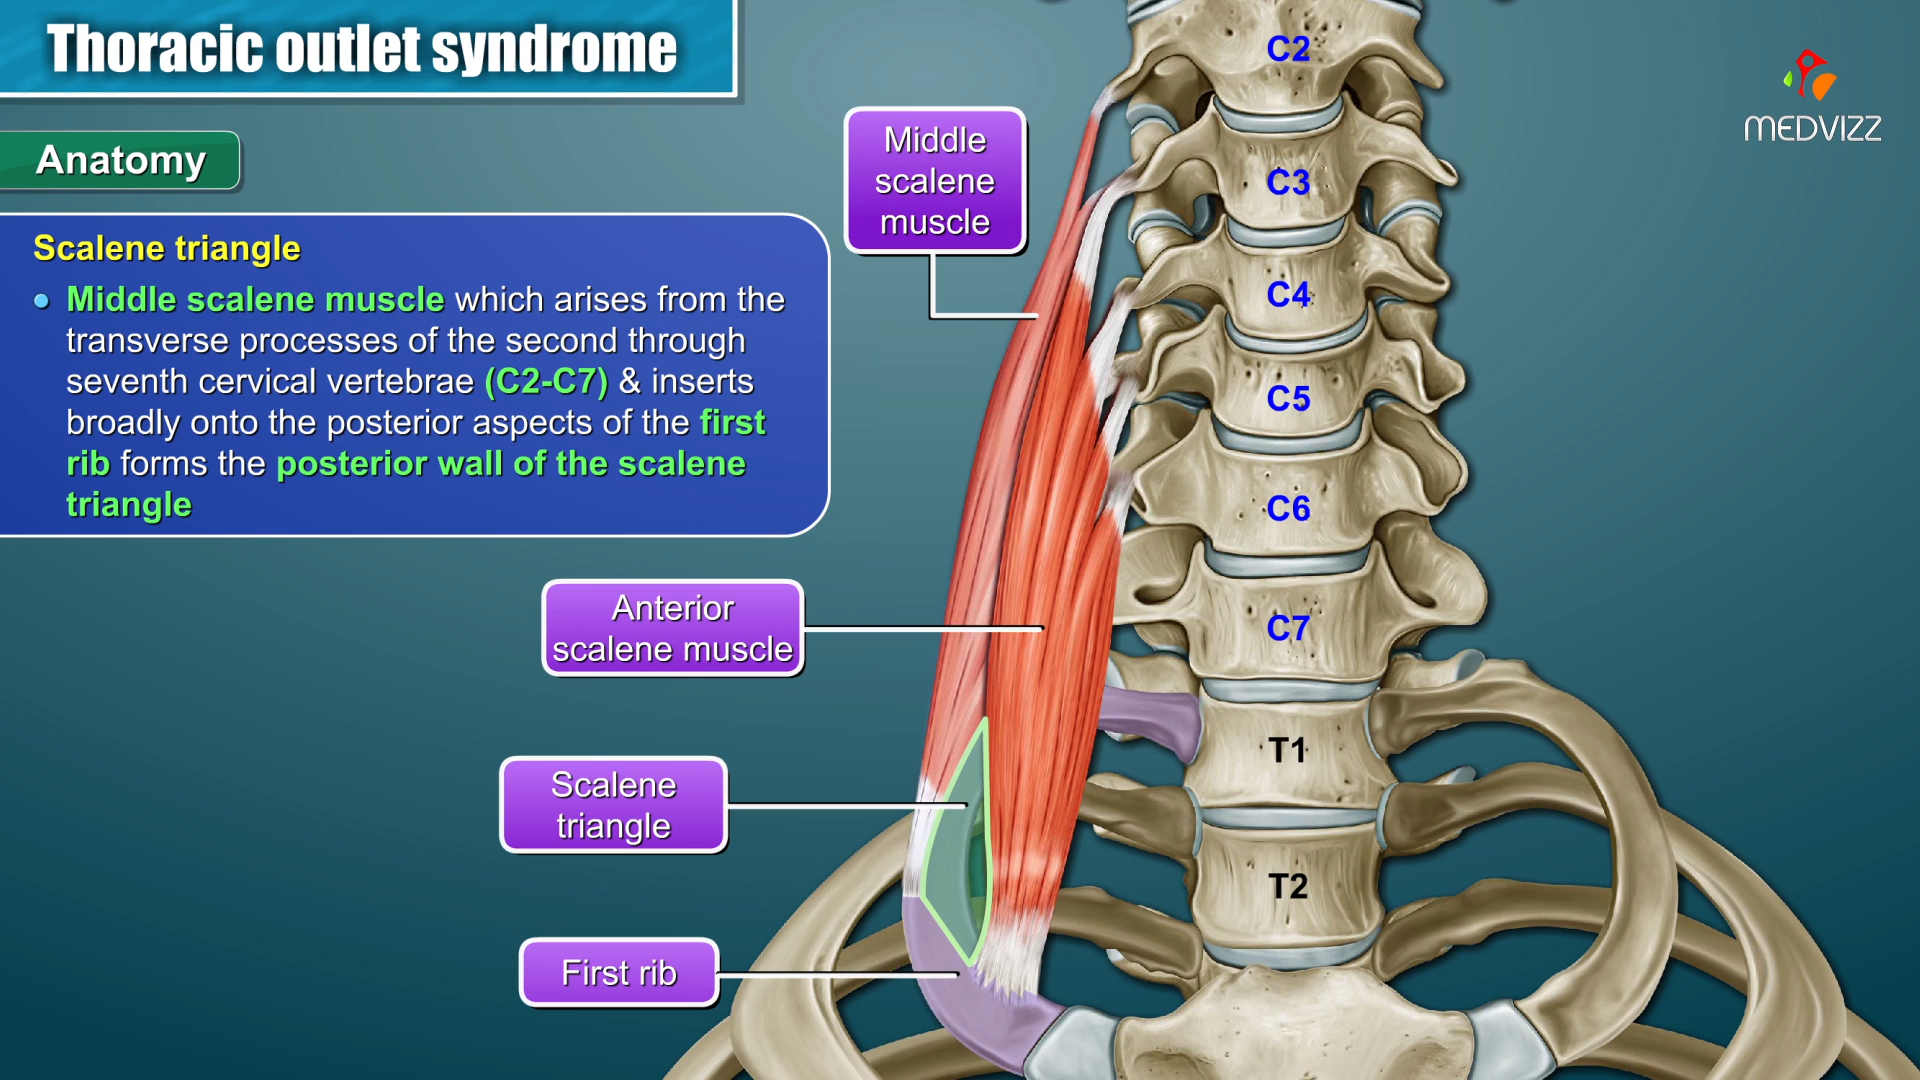 Thoracic outlet syndrome
MEDVIZZ
Anatomy
Scalene triangle
• Middle scalene muscle which arises from the
transverse processes of the second through
seventh cervical vertebrae (C2-C7) & inserts
broadly onto the posterior aspects of the first
rib forms the posterior wall of the scalene
triangle
Middle
scalene
muscle
Anterior
scalene muscle
Scalene
triangle
First rib
C2
C3
C4
C5
C6
C7
T1
T2